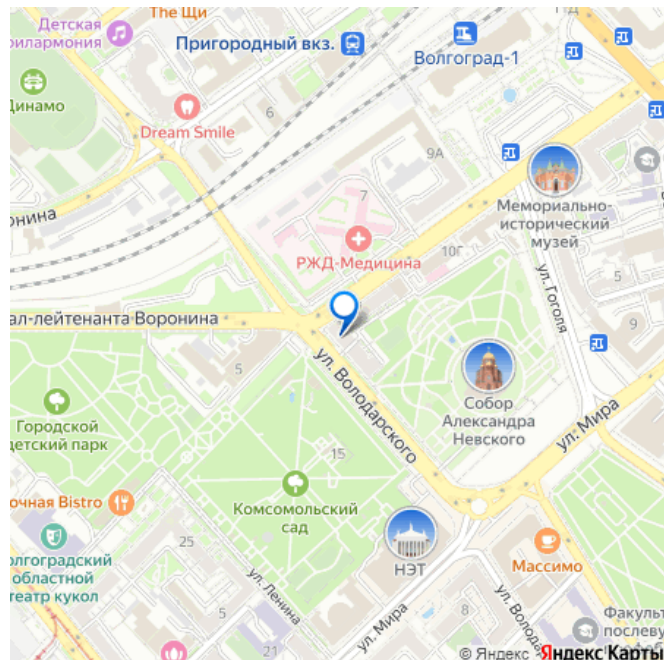 The Щи
Детская
рилармония
Пригородный вкз.
Волгоград-1
Динамо
Dream Smile
6
9А
7
Мемориально-
исторический
музей
онина
РЖД-Медицина
10Г
5
ул. Гоголя
ал-лейтенанта Воронина
9
5
ул. Володарского
Собор
Александра
Невского
ул. Мира
Городской
детский парк
15
Комсомольский
сад
очная Bistro
НЭТ
Массимо
олгоградский
областной
театр кукол
25
ул. Ленина
ул. Мира
8
ул. Волода
5
21
Факульт
послеву
© Яндекс Яндекс Карты